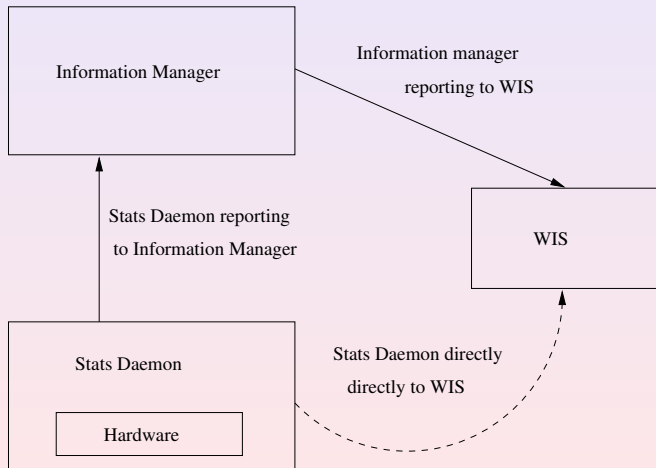 Information Manager
Information manager
reporting to WIS
Stats Daemon reporting
to Information Manager
WIS
Stats Daemon
Stats Daemon directly
directly to WIS
Hardware